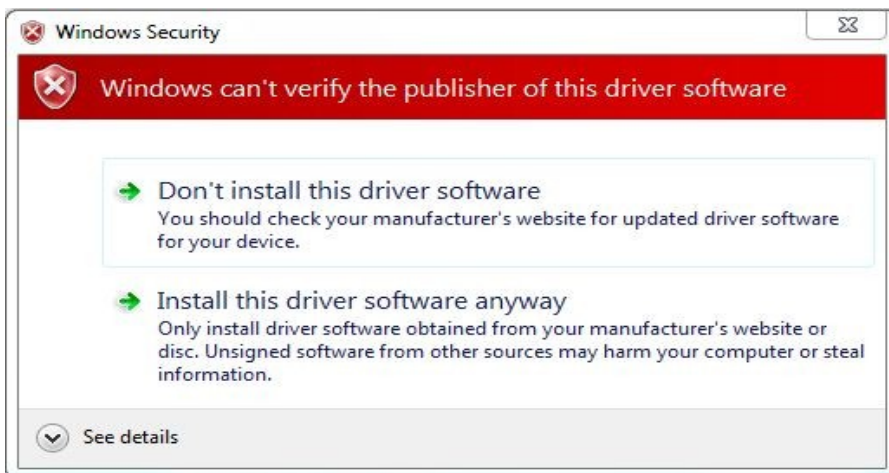 Windows Security
Windows can't verify the publisher of this driver software
Don't install this driver software
You should check your manufacturer's website for updated driver software
for your device.
Install this driver software anyway
Only install driver software obtained from your manufacturer's website or
disc. Unsigned software from other sources may harm your computer or steal
information.
See details